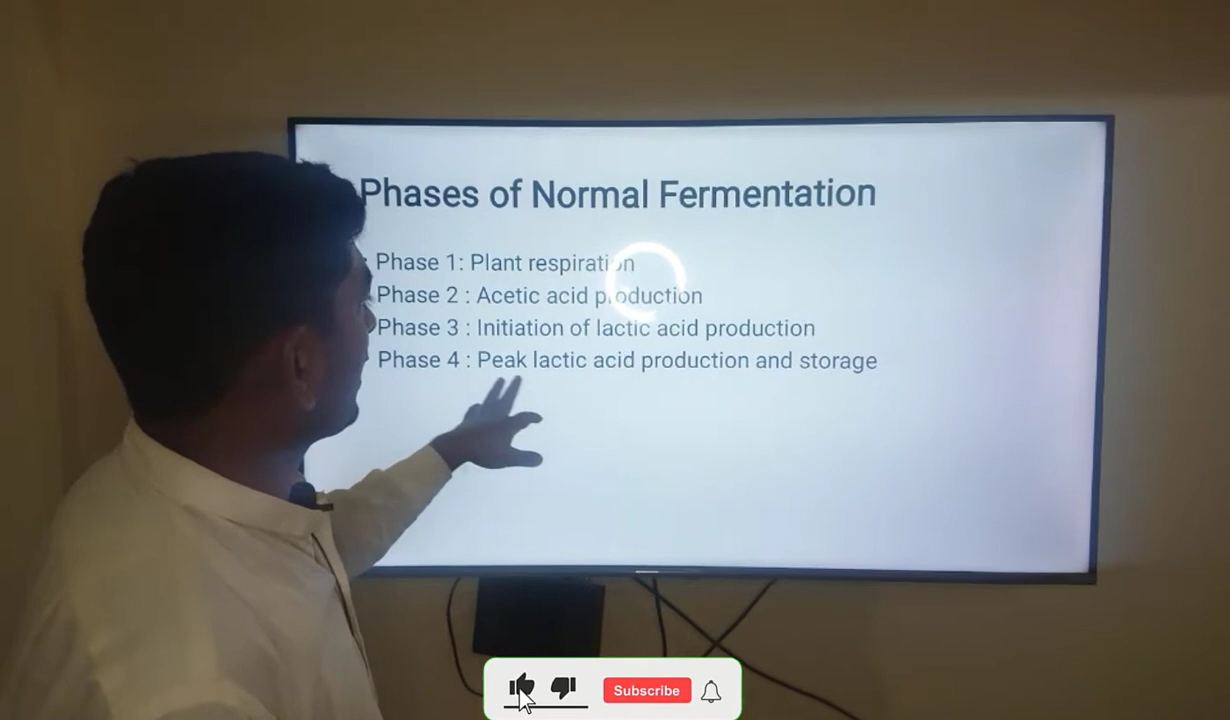 Phases of Normal Fermentation
Phase 1: Plant respiration
Phase 2 : Acetic acid production
Phase 3 : Initiation of lactic acid production
Phase 4 : Peak lactic acid production and storage
Subscribe